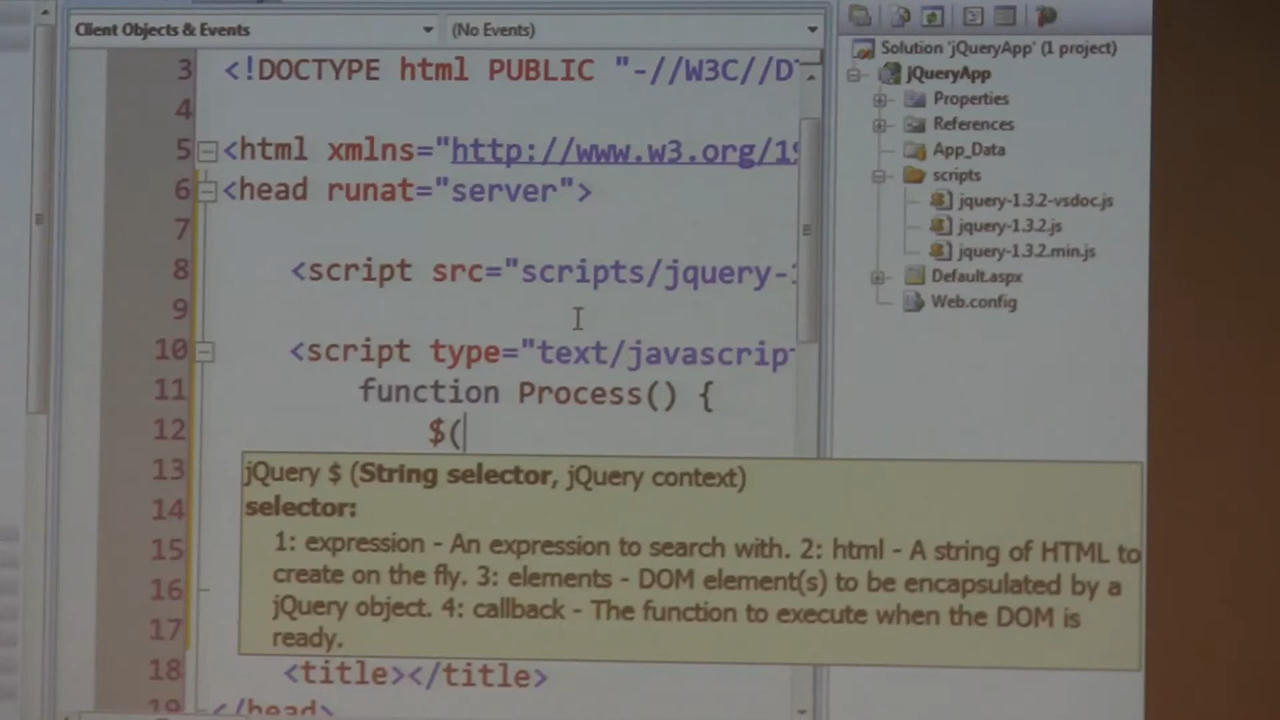 Client Objects & Events
(No Events)
3 <!DOCTYPE html PUBLIC "-//W3C//D
4
5 <html xmlns="http://www.w3.org/19
6 <head runat="server">
7
8 <script src="scripts/jquery-
9
10 <script type="text/javascrip
11 function Process() {
12 $(
13
14
15
16
17
jQuery $ (String selector, jQuery context)
selector:
1: expression - An expression to search with. 2: html - A string of HTML to
create on the fly. 3: elements - DOM element(s) to be encapsulated by a
jQuery object. 4: callback - The function to execute when the DOM is
ready.
18 <title></title>
19 </head>
Solution 'jQueryApp' (1 project)
jQueryApp
Properties
References
App_Data
scripts
jquery-1.3.2-vsdoc.js
jquery-1.3.2.js
jquery-1.3.2.min.js
Default.aspx
Web.config